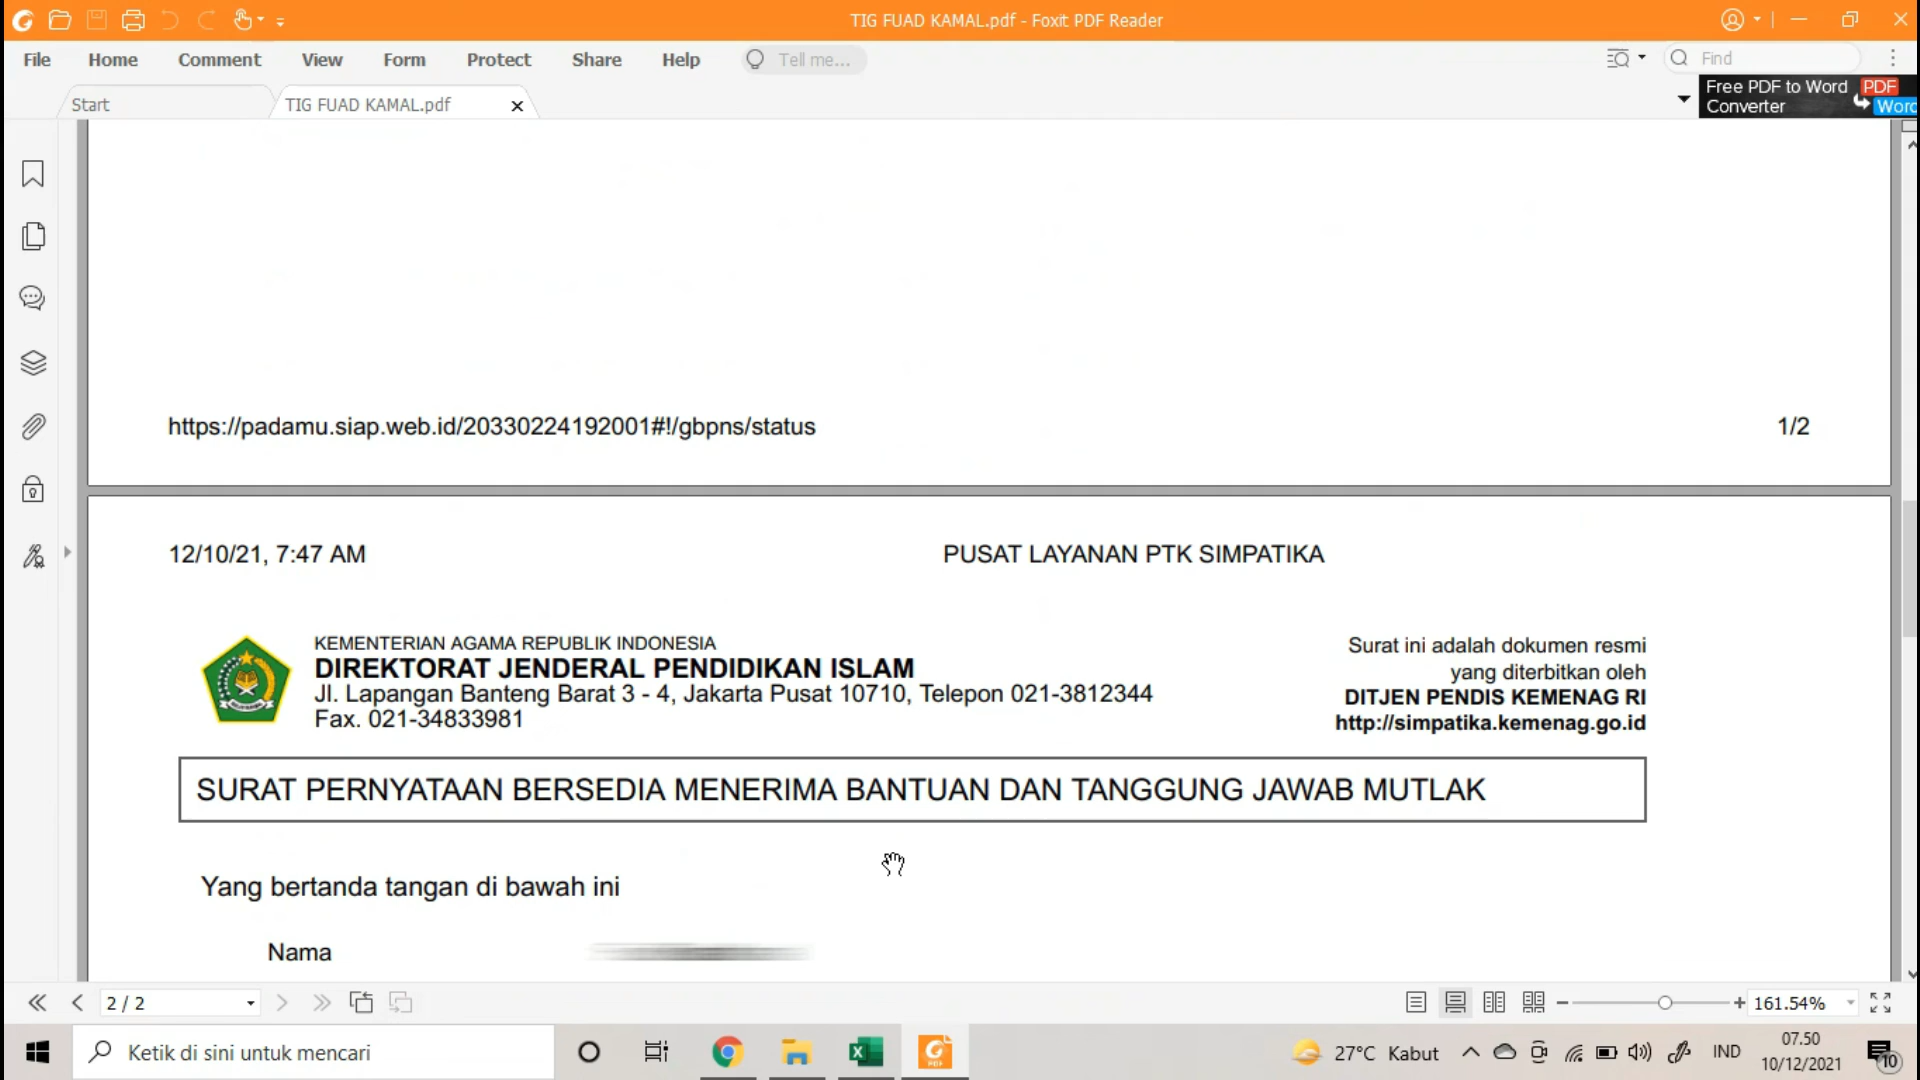 TIG FUAD KAMAL.pdf - Foxit PDF Reader
File Home Comment View Form Protect Share Help Tell me... Find
Start TIG FUAD KAMAL.pdf
Free PDF to Word PDF
Converter Word
https://padamu.siap.web.id/20330224192001#!/gbpns/status 1/2
12/10/21, 7:47 AM PUSAT LAYANAN PTK SIMPATIKA
KEMENTERIAN AGAMA REPUBLIK INDONESIA
DIREKTORAT JENDERAL PENDIDIKAN ISLAM
Jl. Lapangan Banteng Barat 3 - 4, Jakarta Pusat 10710, Telepon 021-3812344
Fax. 021-34833981
Surat ini adalah dokumen resmi
yang diterbitkan oleh
DITJEN PENDIS KEMENAG RI
http://simpatika.kemenag.go.id
SURAT PERNYATAAN BERSEDIA MENERIMA BANTUAN DAN TANGGUNG JAWAB MUTLAK
Yang bertanda tangan di bawah ini
Nama
2 / 2 161.54%
Ketik di sini untuk mencari 27°C Kabut IND 07.50
10/12/2021 10